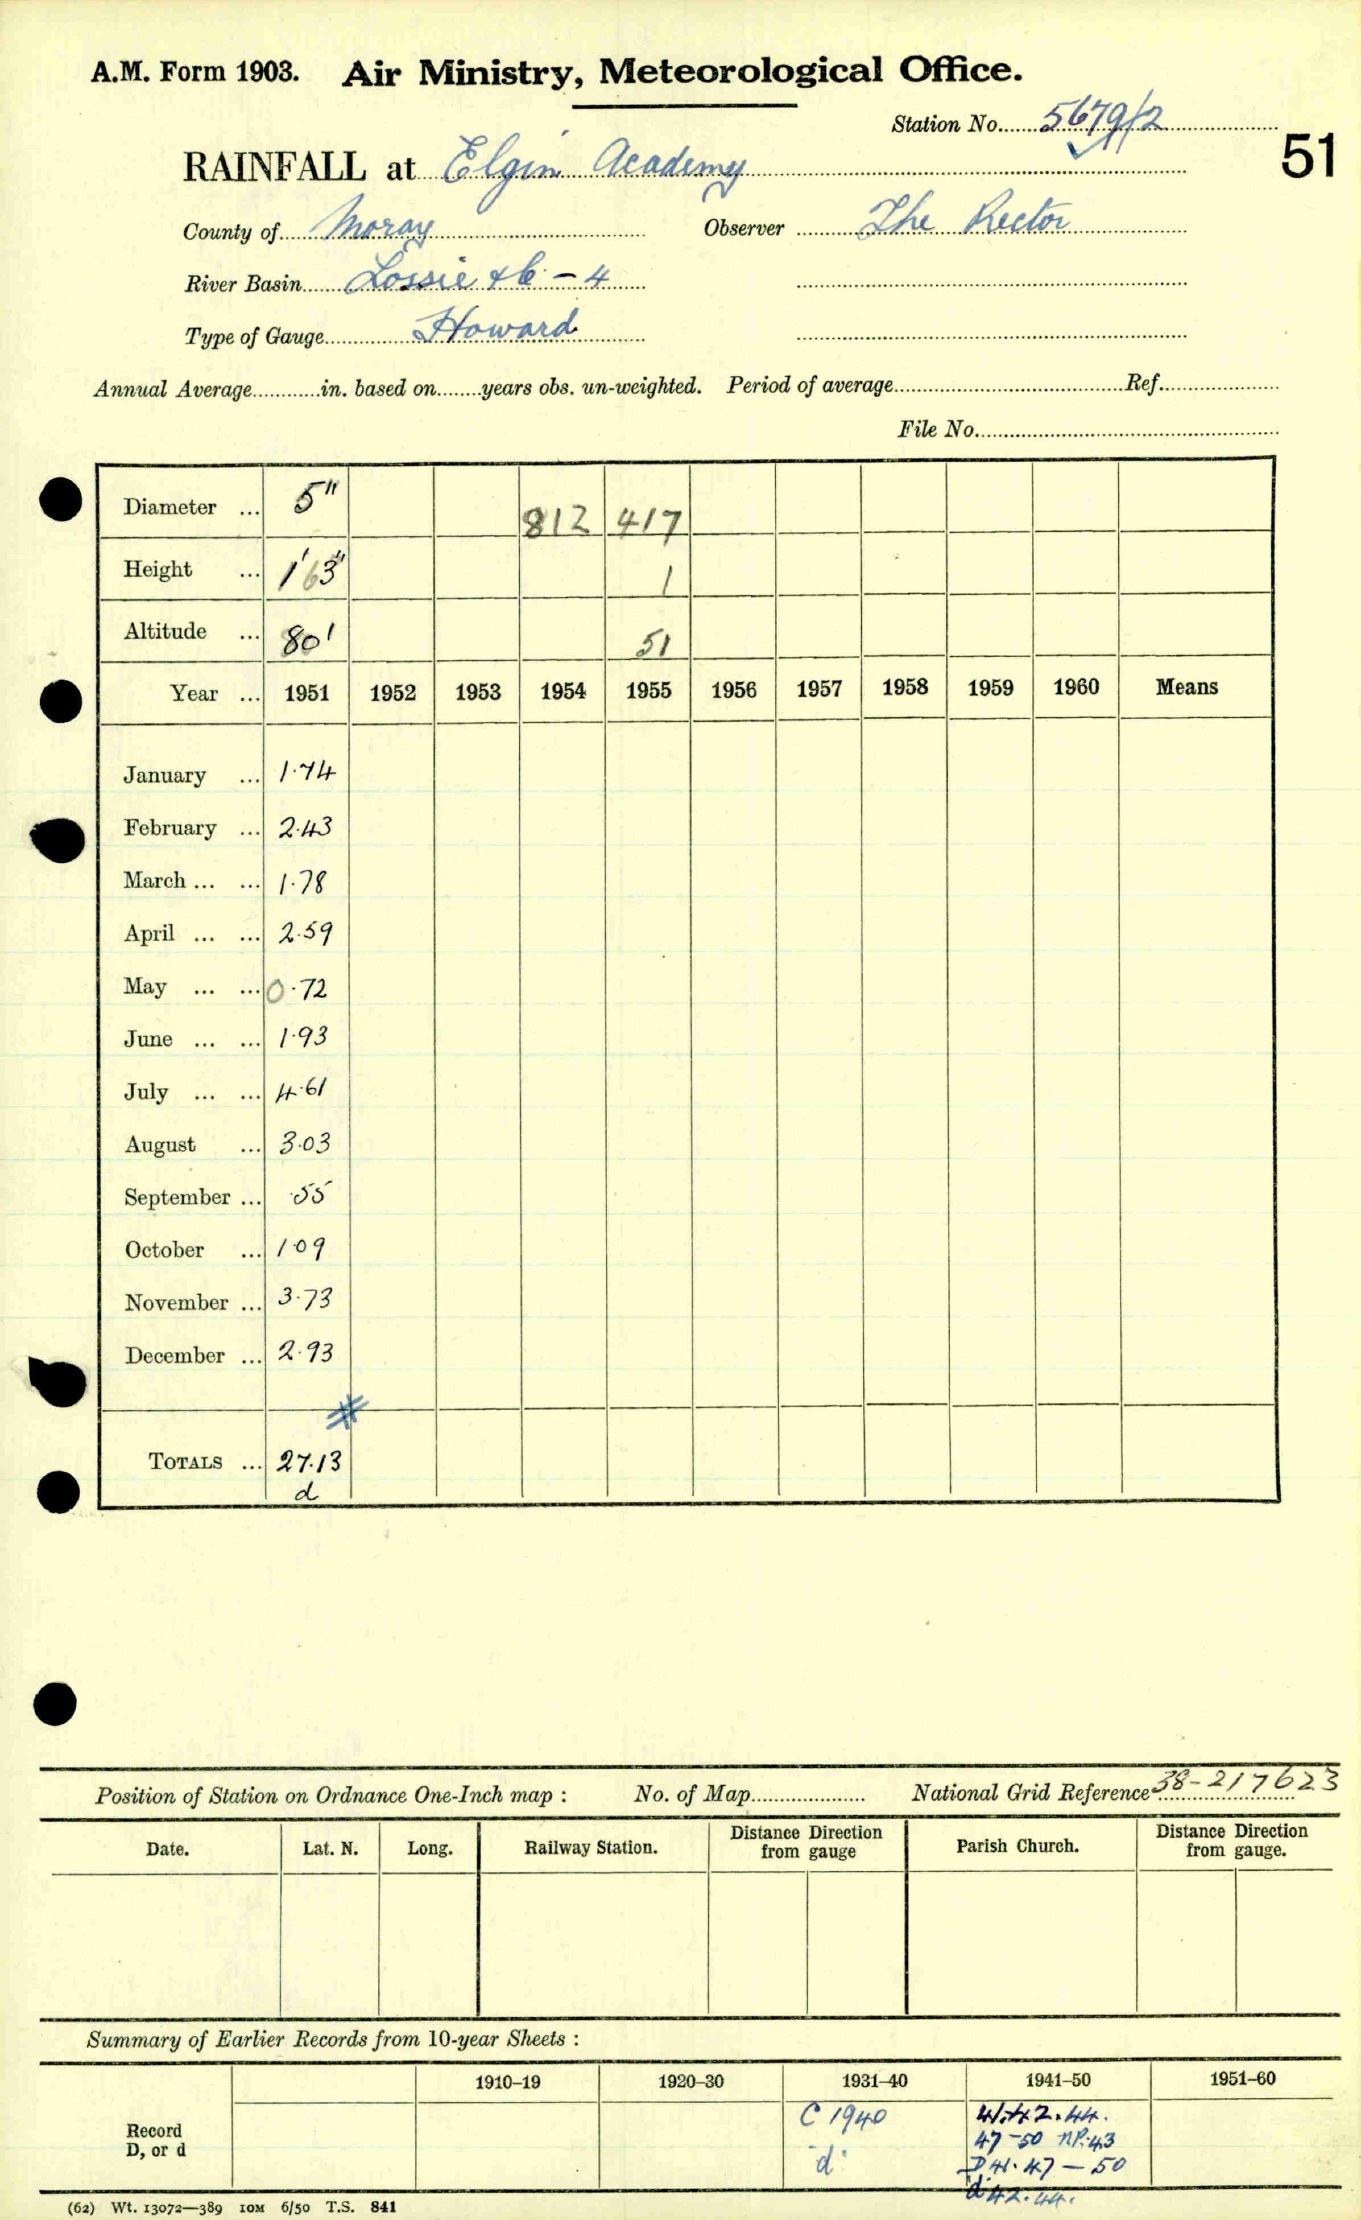 A.M. Form 1903. Air Ministry, Meteorological Office.
Station No. 5679/2
51
RAINFALL at Elgin Academy
County of Moray Observer The Rector
River Basin Lossie &c - 4
Type of Gauge Howard
Annual Average in. based on years obs. un-weighted. Period of average Ref.
File No.
Diameter ... 5" 812 417
Height ... 1' 3" 1
Altitude ... 80' 51
Year ... 1951 1952 1953 1954 1955 1956 1957 1958 1959 1960 Means
January ... 1.74
February ... 2.43
March ... ... 1.78
April ... ... 2.59
May ... ... 0.72
June ... ... 1.93
July ... ... 4.61
August ... 3.03
September ... .55
October ... 1.09
November ... 3.73
December ... 2.93
#
TOTALS ... 27.13
d
Position of Station on Ordnance One-Inch map : No. of Map National Grid Reference 38-217623
Date. Lat. N. Long. Railway Station. Distance from Direction gauge Parish Church. Distance from Direction gauge.
Summary of Earlier Records from 10-year Sheets :
1910–19 1920–30 1931–40 1941–50 1951–60
Record D, or d
C 1940 41.42.44.
47-50 NP.43
"d" D 41.47-50
d 42.44.
(62) Wt. 13072—389 10M 6/50 T.S. 841